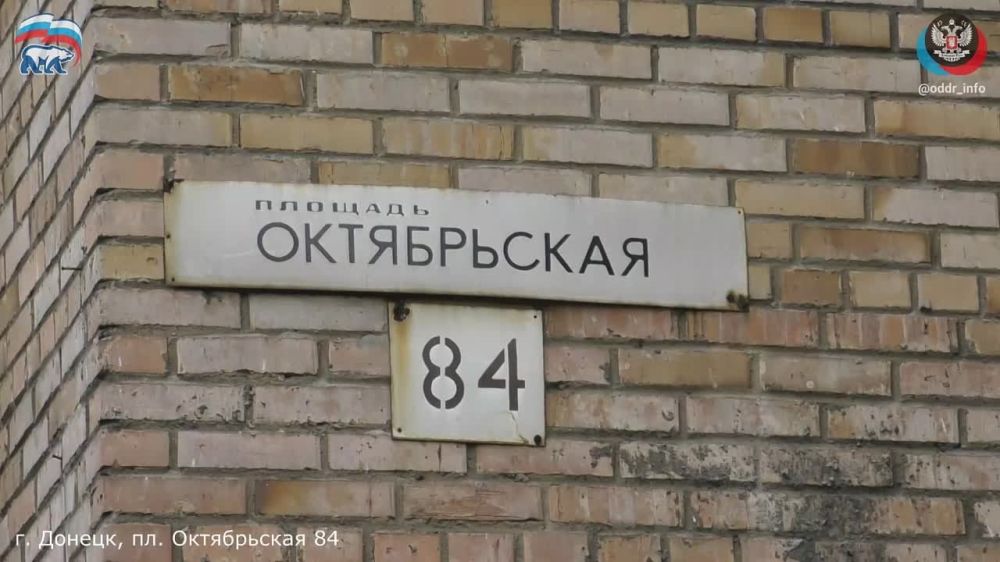 @oddr_info
ПЛОЩАДЬ
ОКТЯБРЬСКАЯ
84
г. Донецк, пл. Октябрьская 84